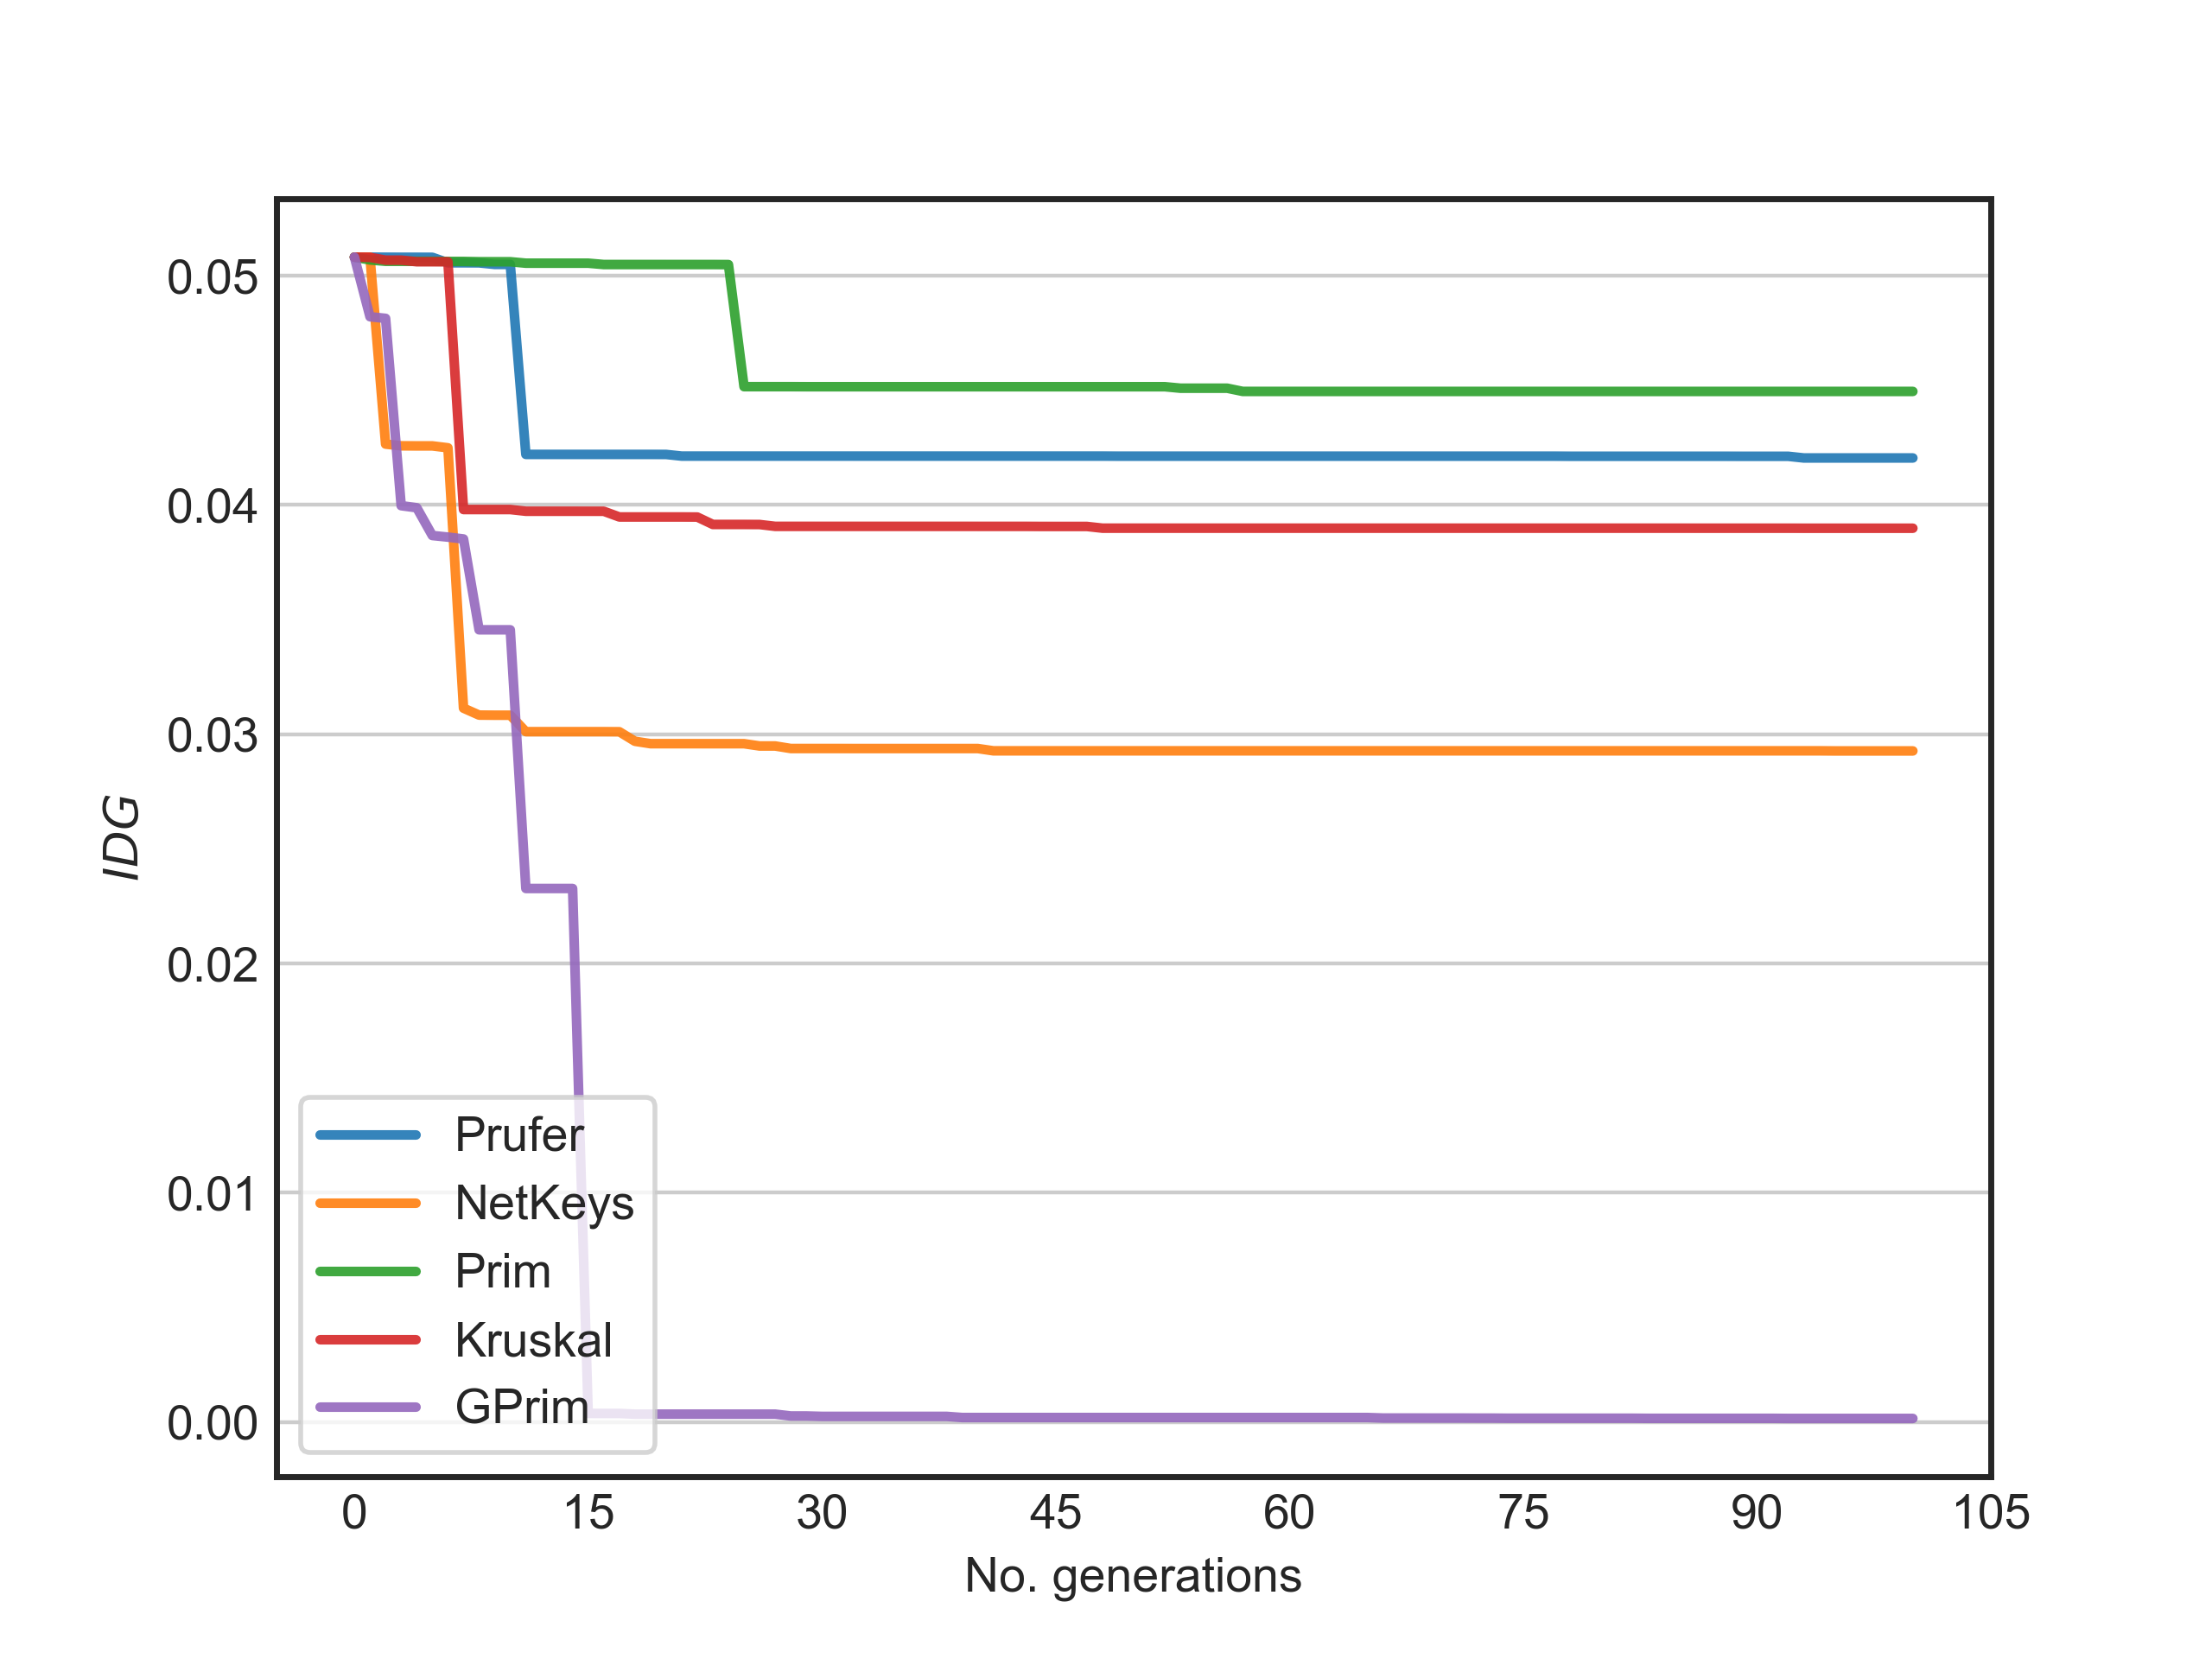 0.05
0.04
0.03
0.02
0.01
0.00
IDG
Prufer
NetKeys
Prim
Kruskal
GPrim
0 15 30 45 60 75 90 105
No. generations